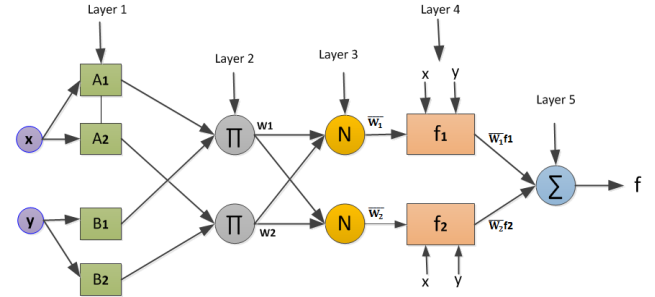 Layer 1
Layer 4
Layer 2
Layer 3
x y
A1
Layer 5
x
A2
∏
W1
N
W̅₁
f₁
W̅₁f1
∑
f
y
B1
∏
W2
N
W̅₂
f₂
W̅₂f2
B2
x y